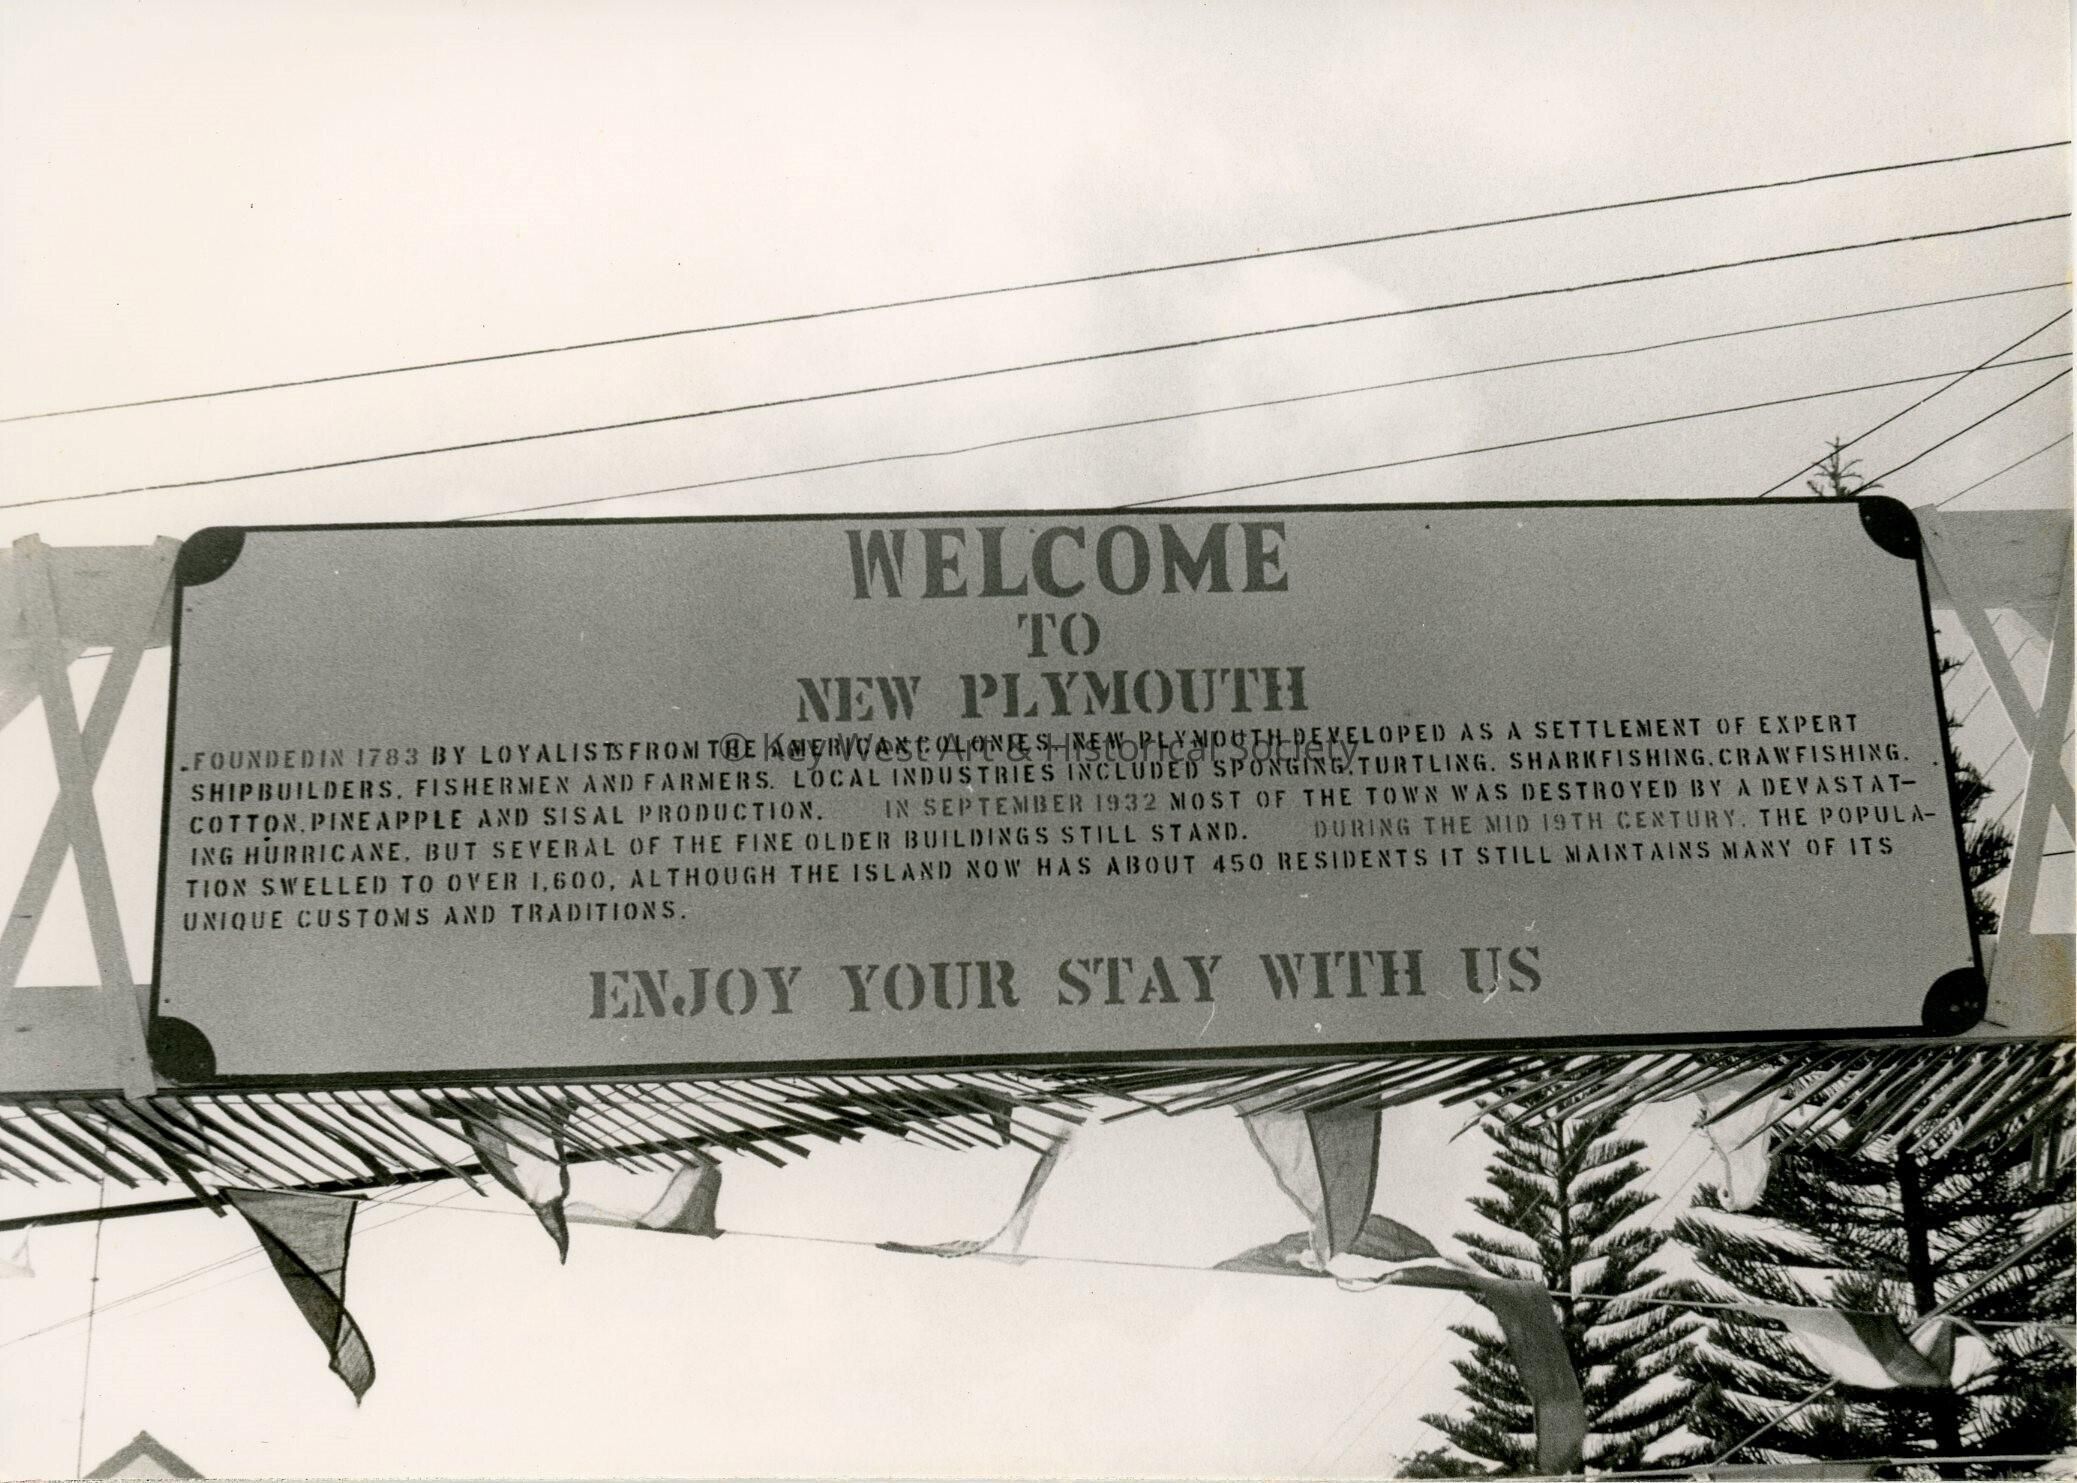 WELCOME
TO
NEW PLYMOUTH
.FOUNDED IN 1783 BY LOYALISTS FROM THE AMERICAN COLONIES. NEW PLYMOUTH DEVELOPED AS A SETTLEMENT OF EXPERT
SHIPBUILDERS, FISHERMEN AND FARMERS. LOCAL INDUSTRIES INCLUDED SPONGING, TURTLING, SHARKFISHING, CRAWFISHING,
COTTON, PINEAPPLE AND SISAL PRODUCTION. IN SEPTEMBER 1932 MOST OF THE TOWN WAS DESTROYED BY A DEVASTAT-
ING HURRICANE, BUT SEVERAL OF THE FINE OLDER BUILDINGS STILL STAND. DURING THE MID 19TH CENTURY, THE POPULA-
TION SWELLED TO OVER 1,600, ALTHOUGH THE ISLAND NOW HAS ABOUT 450 RESIDENTS IT STILL MAINTAINS MANY OF ITS
UNIQUE CUSTOMS AND TRADITIONS.
ENJOY YOUR STAY WITH US
© Key West Art & Historical Society